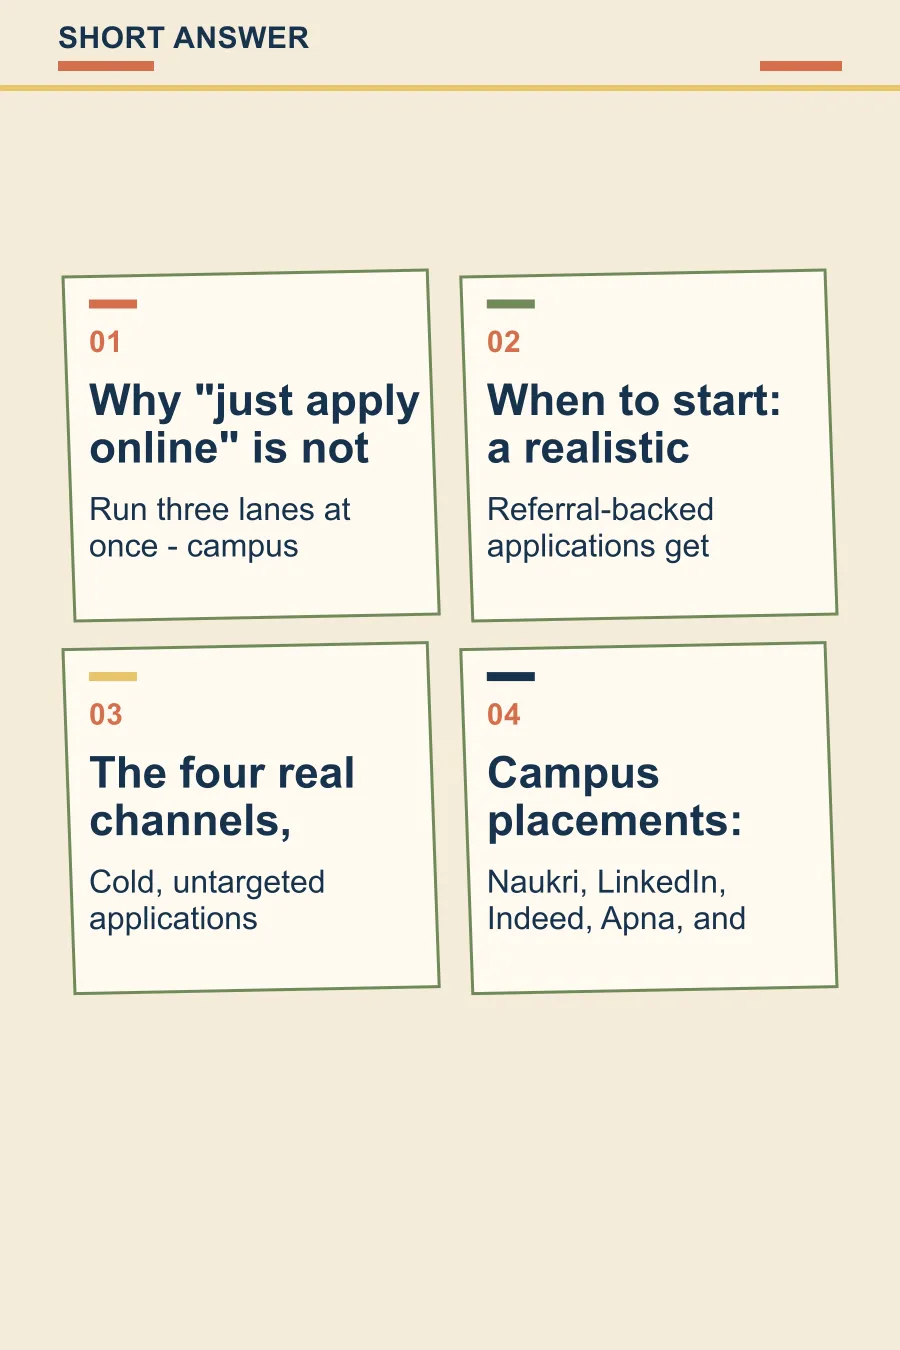 SHORT ANSWER
01
Why "just apply
online" is not
Run three lanes at
once - campus
02
When to start:
a realistic
Referral-backed
applications get
03
The four real
channels,
Cold, untargeted
applications
04
Campus
placements:
Naukri, LinkedIn,
Indeed, Apna, and